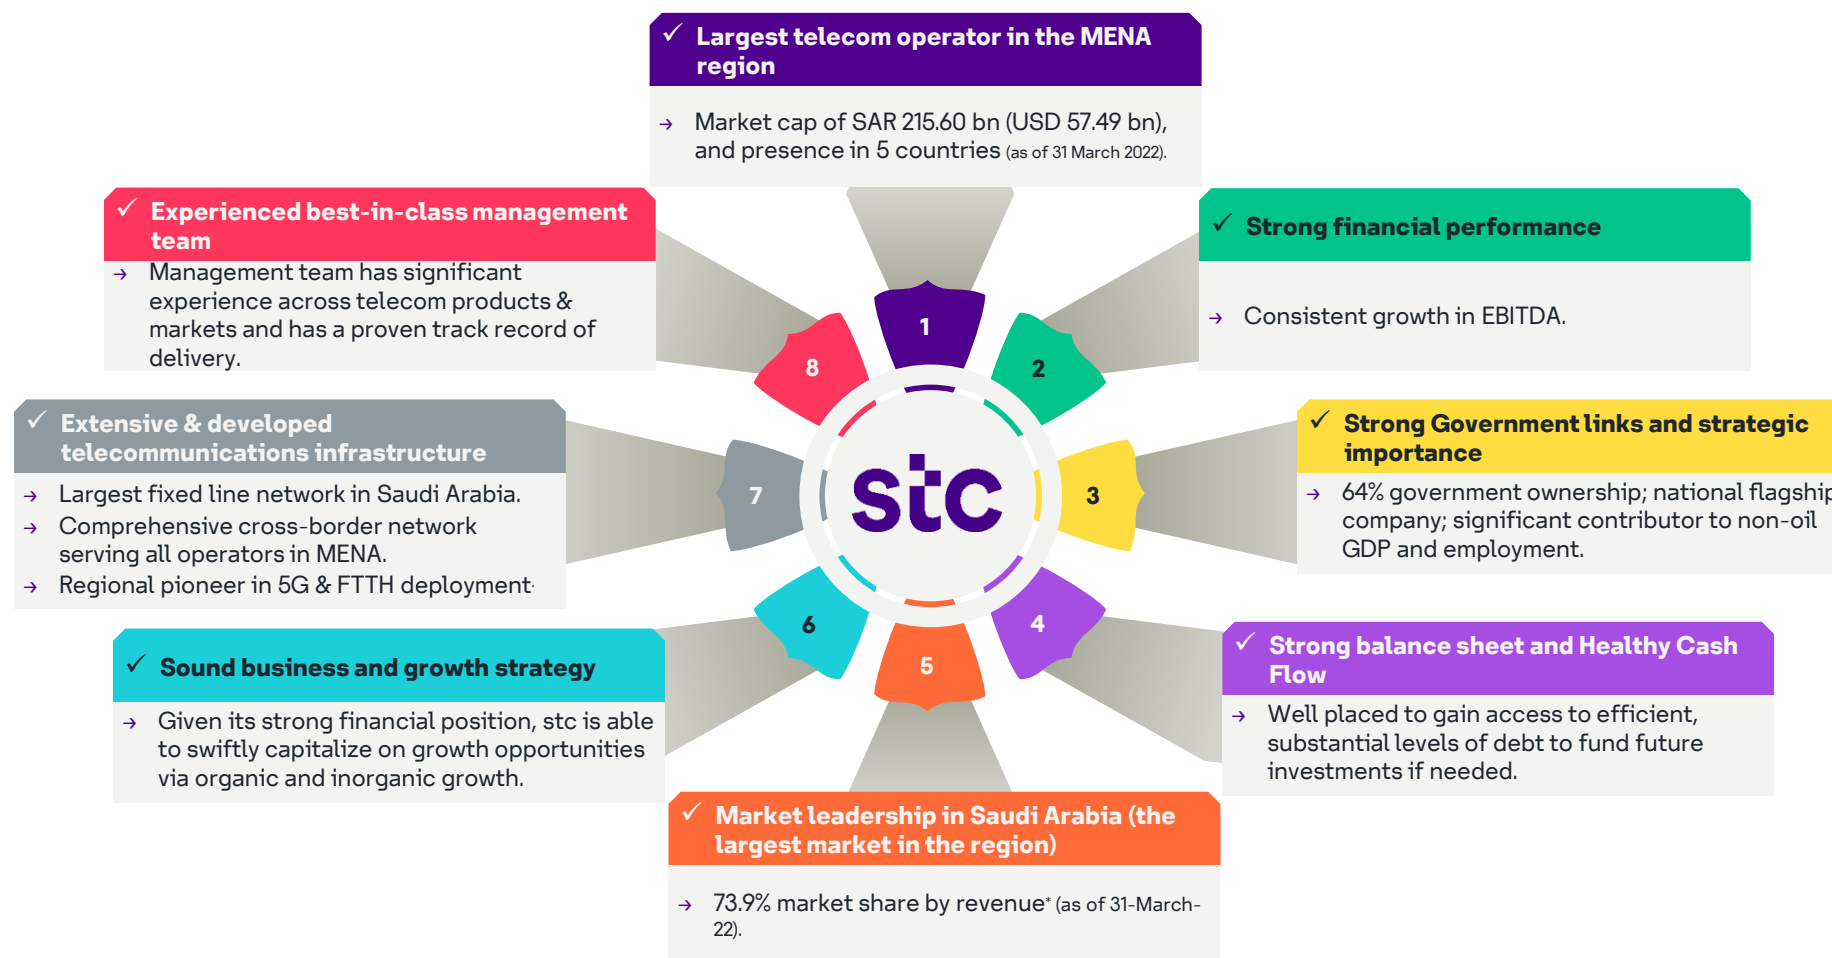 ✓ Largest telecom operator in the MENA
region
→ Market cap of SAR 215.60 bn (USD 57.49 bn),
and presence in 5 countries (as of 31 March 2022).
✓ Strong financial performance
→ Consistent growth in EBITDA.
✓ Strong Government links and strategic
importance
→ 64% government ownership; national flagship
company; significant contributor to non-oil
GDP and employment.
✓ Strong balance sheet and Healthy Cash
Flow
→ Well placed to gain access to efficient,
substantial levels of debt to fund future
investments if needed.
✓ Market leadership in Saudi Arabia (the
largest market in the region)
→ 73.9% market share by revenue* (as of 31-March-
22).
✓ Sound business and growth strategy
→ Given its strong financial position, stc is able
to swiftly capitalize on growth opportunities
via organic and inorganic growth.
✓ Extensive & developed
telecommunications infrastructure
→ Largest fixed line network in Saudi Arabia.
→ Comprehensive cross-border network
serving all operators in MENA.
→ Regional pioneer in 5G & FTTH deployment.
✓ Experienced best-in-class management
team
→ Management team has significant
experience across telecom products &
markets and has a proven track record of
delivery.
1
2
3
4
5
6
7
8
stc